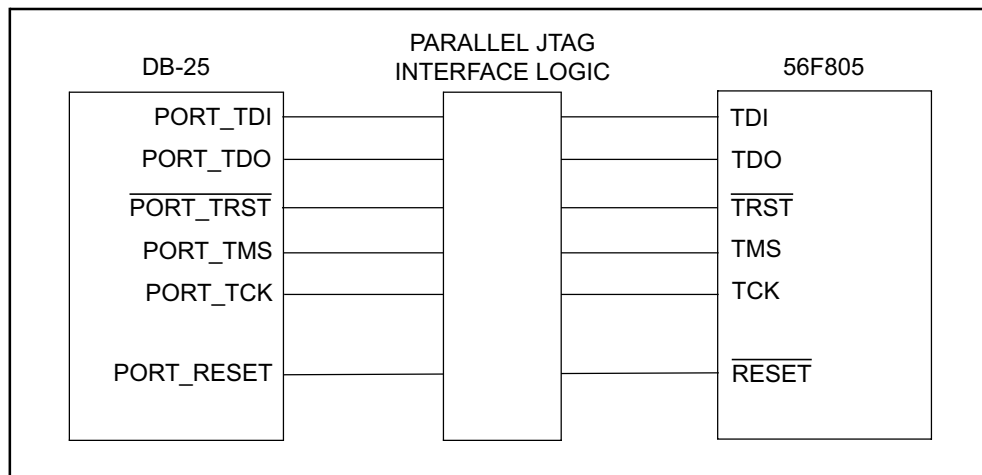 PARALLEL JTAG
INTERFACE LOGIC
DB-25
56F805
PORT_TDI
TDI
PORT_TDO
TDO
PORT_TRST
TRST
PORT_TMS
TMS
PORT_TCK
TCK
PORT_RESET
RESET